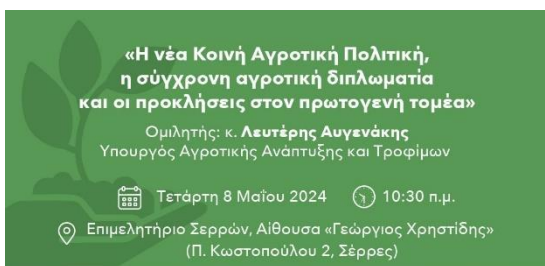 «Η νέα Κοινή Αγροτική Πολιτική,
η σύγχρονη αγροτική διπλωματία
και οι προκλήσεις στον πρωτογενή τομέα»
Ομιλητής: κ. Λευτέρης Αυγενάκης
Υπουργός Αγροτικής Ανάπτυξης και Τροφίμων
Τετάρτη 8 Μαΐου 2024 10:30 π.μ.
Επιμελητήριο Σερρών, Αίθουσα «Γεώργιος Χρηστίδης»
(Π. Κωστοπούλου 2, Σέρρες)